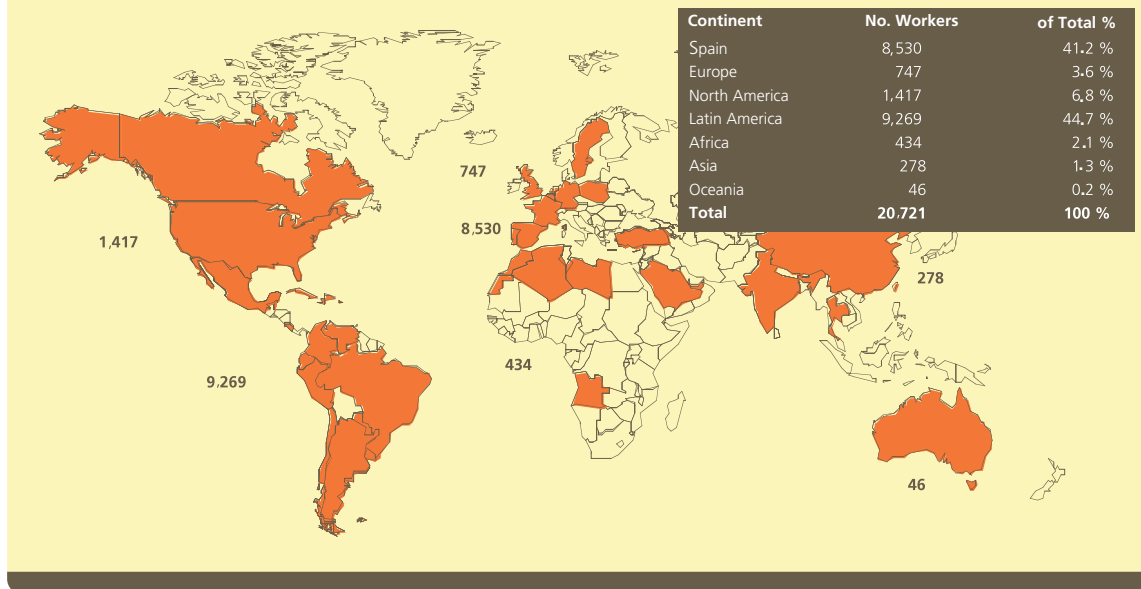 Continent No. Workers of Total %
Spain 8,530 41.2 %
Europe 747 3.6 %
North America 1,417 6.8 %
Latin America 9,269 44.7 %
Africa 434 2.1 %
Asia 278 1.3 %
Oceania 46 0.2 %
Total 20,721 100 %
747
8,530
1,417
278
434
9,269
46